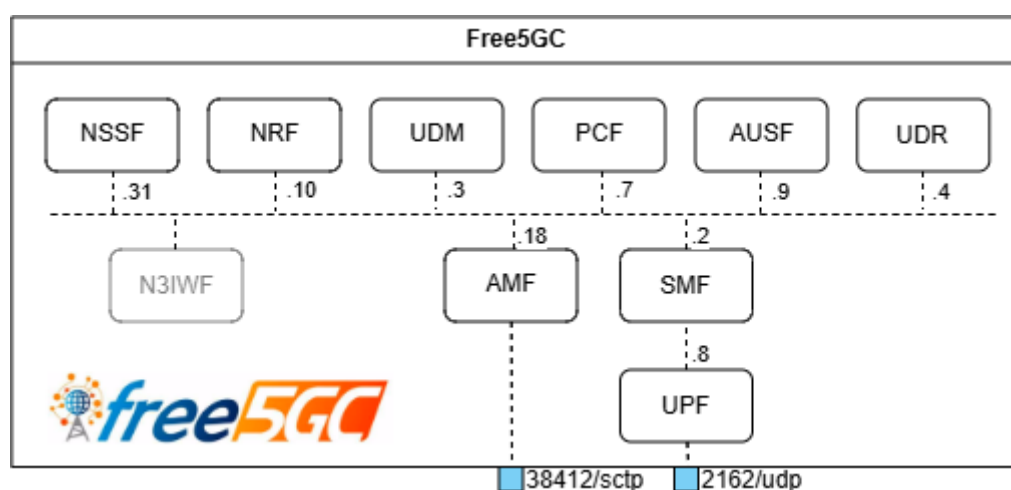 Free5GC
NSSF NRF UDM PCF AUSF UDR
.31 .10 .3 .7 .9 .4
.18 .2
N3IWF AMF SMF
.8
free5GC UPF
38412/sctp 2162/udp